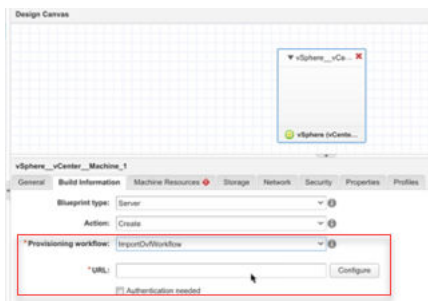 Design Canvas
vSphere__vCe...
vSphere (vCente...
vSphere__vCenter__Machine_1
General Build Information Machine Resources Storage Network Security Properties Profiles
Blueprint type: Server
Action: Create
*Provisioning workflow: ImportOvfWorkflow
*URL: Configure
Authentication needed